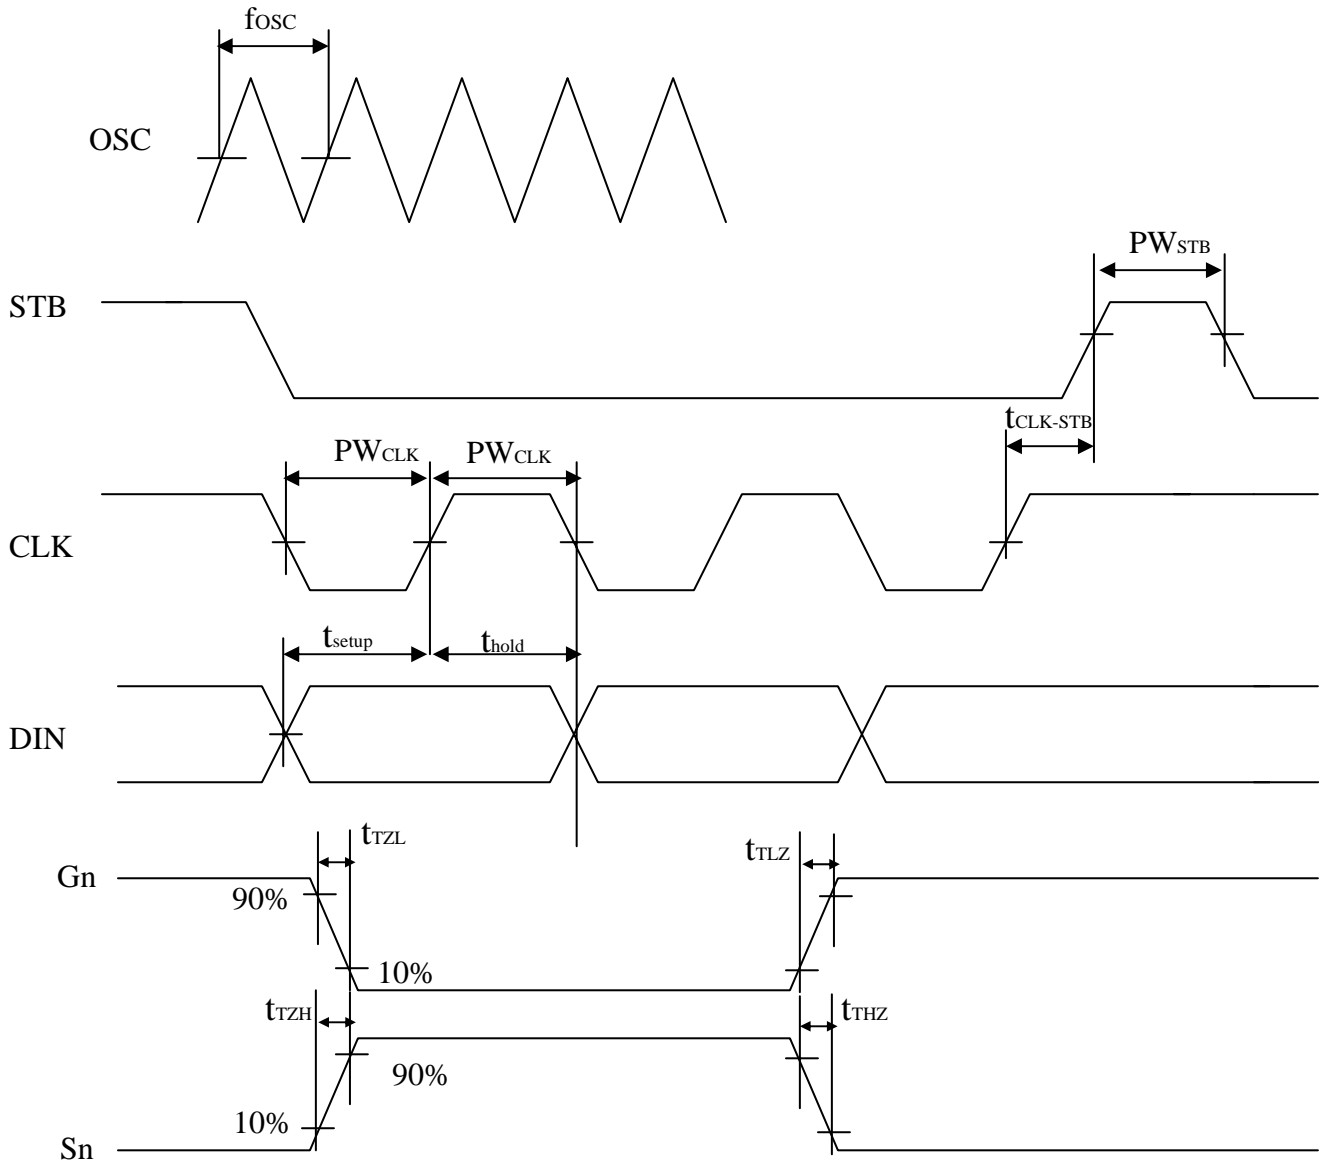 fOSC
OSC
PWSTB
STB
tCLK-STB
PWCLK PWCLK
CLK
tsetup thold
DIN
tTZL tTLZ
Gn
90%
10%
tTZH tTHZ
90%
10%
Sn